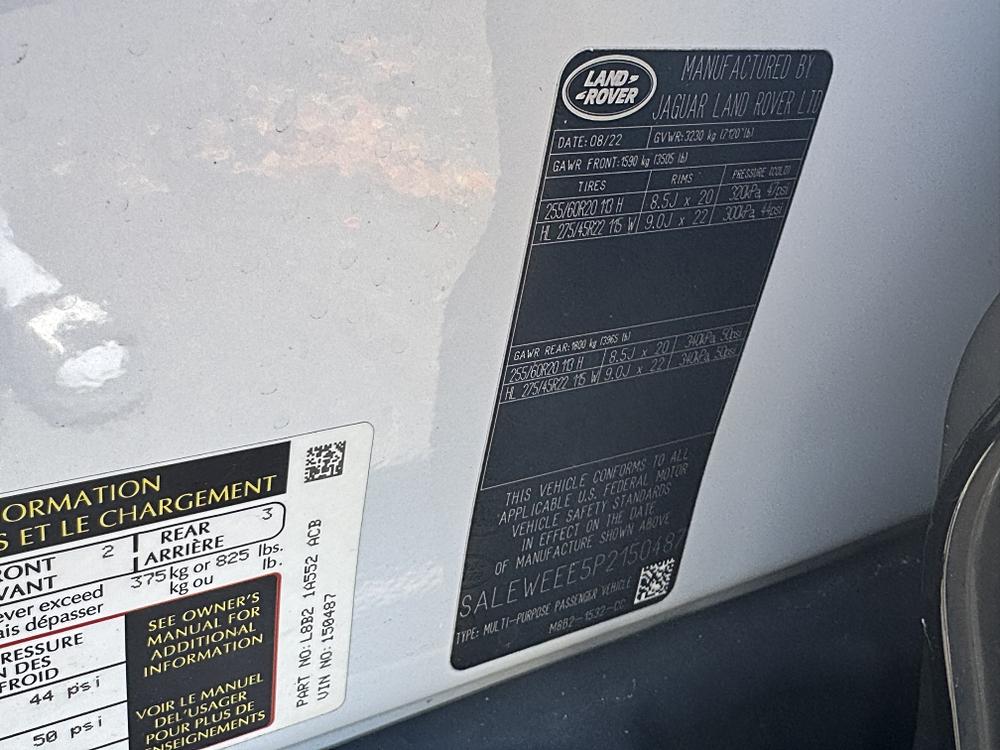 LAND ROVER
MANUFACTURED BY
JAGUAR LAND ROVER LTD
DATE: 08/22 GVWR: 3230 kg (7120 lb)
GAWR FRONT: 1590 kg (3505 lb)
TIRES RIMS PRESSURE (COLD)
255/60R20 113 H 8.5J x 20 320kPa, 47psi
HL 275/45R22 115 W 9.0J x 22 300kPa, 44psi
GAWR REAR: 1800 kg (3965 lb)
255/60R20 113 H 8.5J x 20 340kPa, 50psi
HL 275/45R22 115 W 9.0J x 22 340kPa, 50psi
THIS VEHICLE CONFORMS TO ALL
APPLICABLE U.S. FEDERAL MOTOR
VEHICLE SAFETY STANDARDS
IN EFFECT ON THE DATE
OF MANUFACTURE SHOWN ABOVE
SALEWEEE5P2150487
TYPE: MULTI-PURPOSE PASSENGER VEHICLE
M8B2-1532-CC
ORMATION
S ET LE CHARGEMENT
RONT 2 REAR 3
VANT ARRIÈRE
ever exceed 375 kg or 825 lbs.
ais dépasser kg ou lb.
RESSURE
N DES
FROID
44 psi
50 psi
SEE OWNER'S
MANUAL FOR
ADDITIONAL
INFORMATION
VOIR LE MANUEL
DE L'USAGER
POUR PLUS DE
ENSEIGNEMENTS
PART NO: L8B2 1A552 ACB
VIN NO: 150487